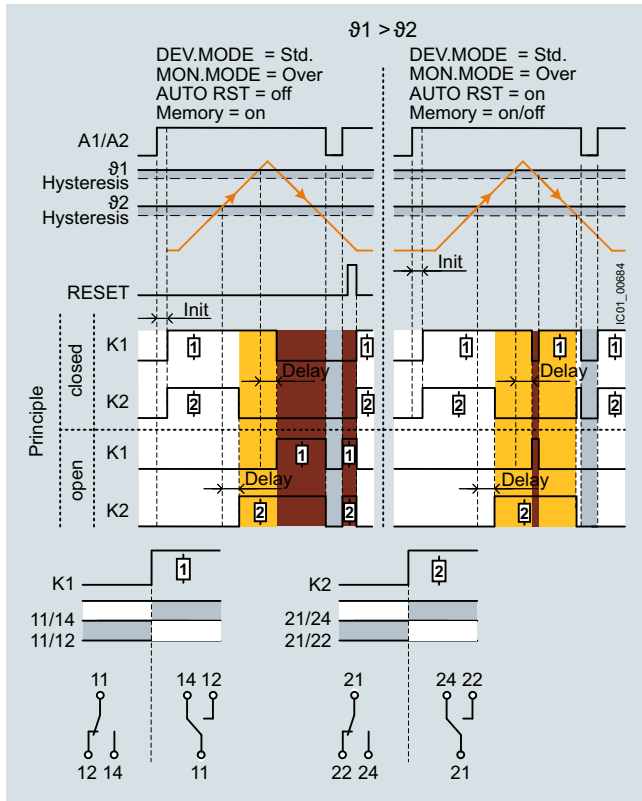 ϑ1 > ϑ2
DEV.MODE = Std.
MON.MODE = Over
AUTO RST = off
Memory = on
DEV.MODE = Std.
MON.MODE = Over
AUTO RST = on
Memory = on/off
A1/A2
ϑ1
Hysteresis
ϑ2
Hysteresis
Init
IC01_00684
RESET
Init
Principle
closed
K1
1
1
1
1
Delay
Delay
K2
2
2
2
2
open
K1
1
1
Delay
Delay
K2
2
2
2
K1
1
K2
2
11/14
11/12
21/24
21/22
11
14 12
21
24 22
12 14
11
22 24
21